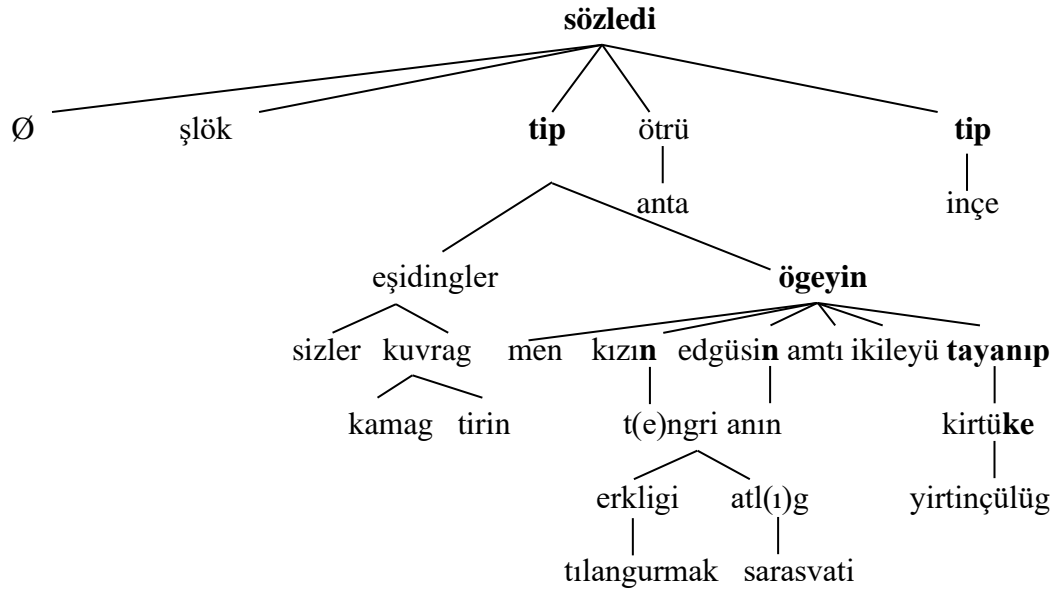 sözledi
Ø şlök tip ötrü tip
anta inçe
eşidingler ögeyin
sizler kuvrag men kızın edgüsin amtı ikileyü tayanıp
kamag tirin t(e)ngri anın kirtüke
erkligi atl(ı)g yirtinçülüg
tılangurmak sarasvati